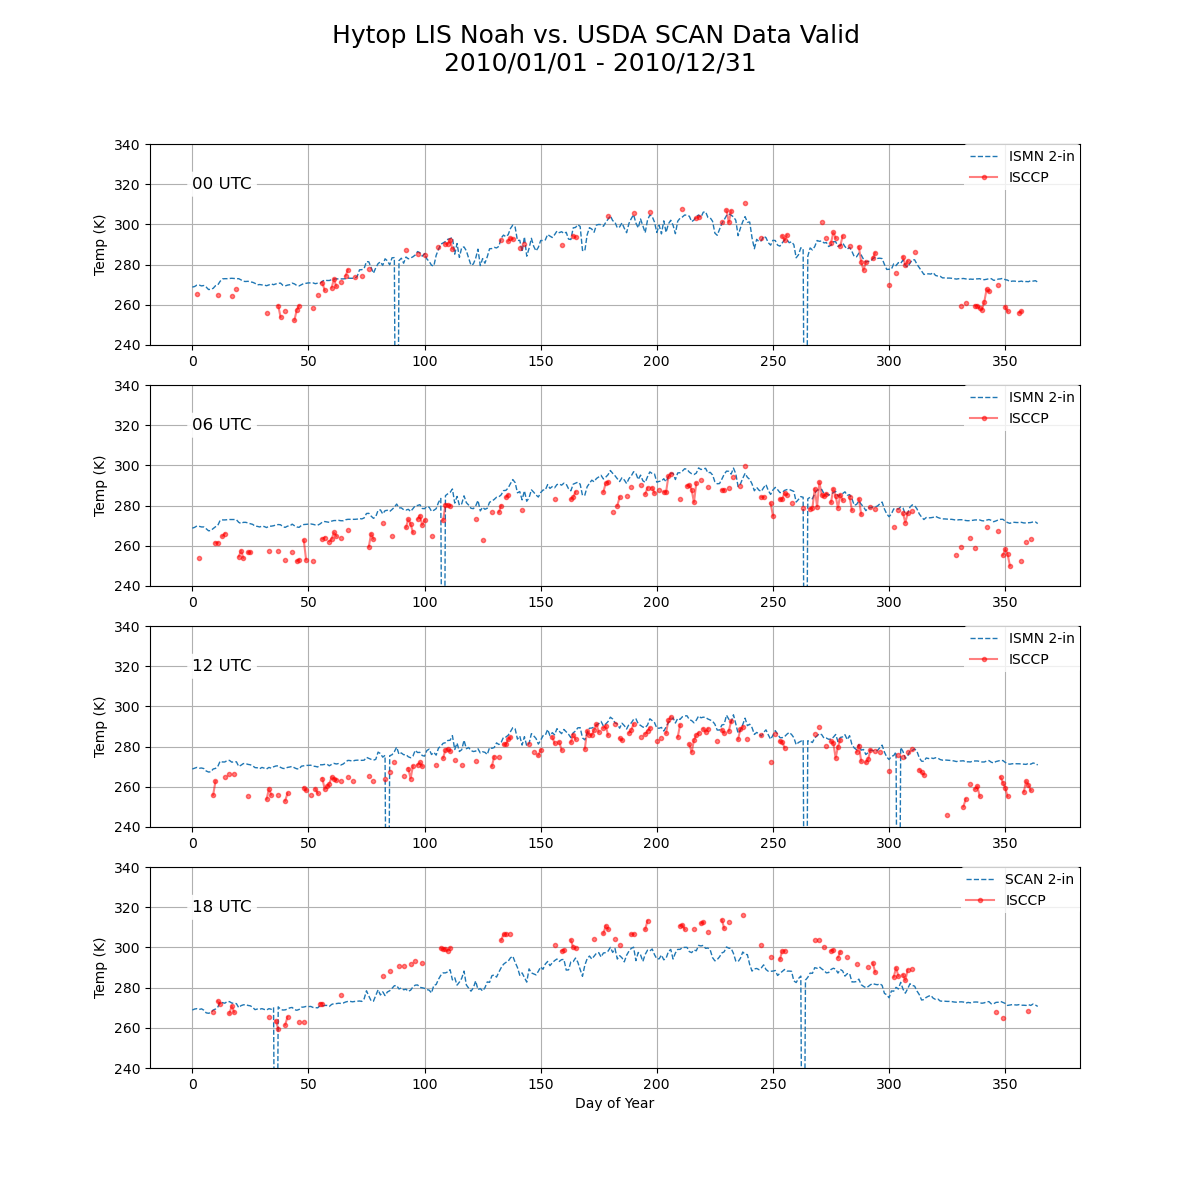 Hytop LIS Noah vs. USDA SCAN Data Valid
2010/01/01 - 2010/12/31
340
320
300
280
260
240
Temp (K)
00 UTC
ISMN 2-in
ISCCP
0 50 100 150 200 250 300 350
340
320
300
280
260
240
Temp (K)
06 UTC
ISMN 2-in
ISCCP
0 50 100 150 200 250 300 350
340
320
300
280
260
240
Temp (K)
12 UTC
ISMN 2-in
ISCCP
0 50 100 150 200 250 300 350
340
320
300
280
260
240
Temp (K)
18 UTC
SCAN 2-in
ISCCP
0 50 100 150 200 250 300 350
Day of Year